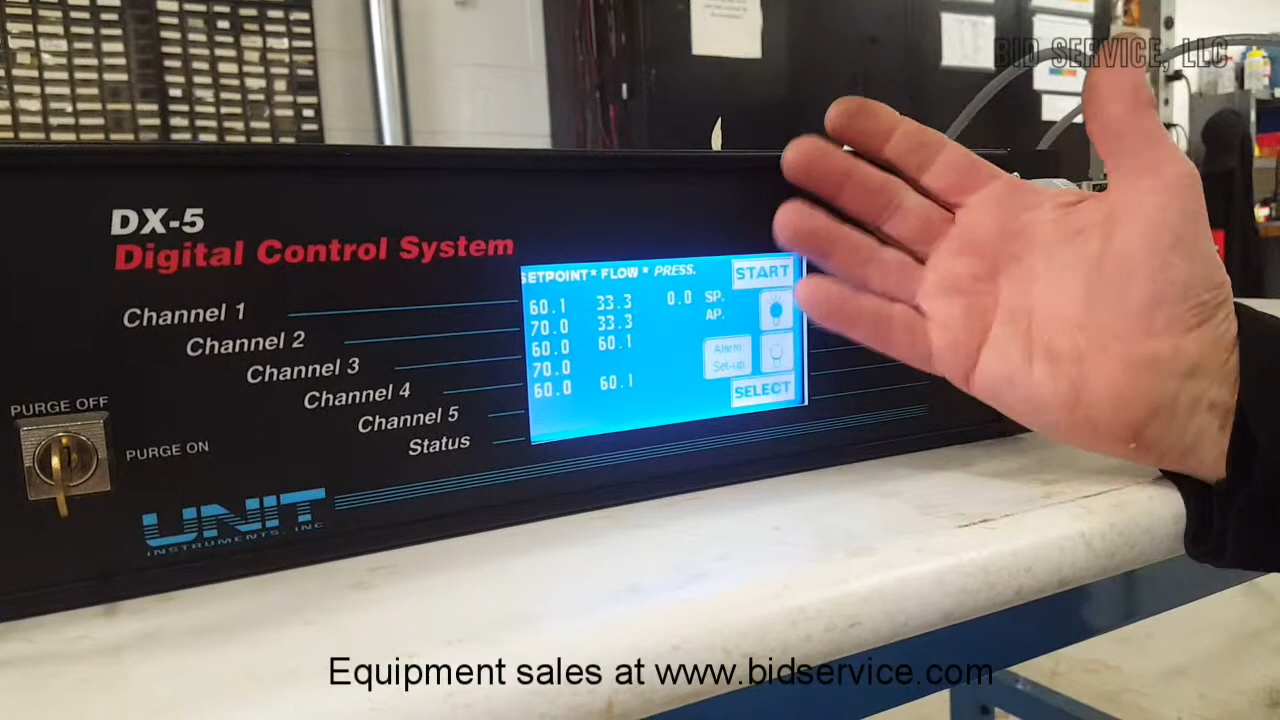 BID SERVICE, LLC
DX-5
Digital Control System
SETPOINT* FLOW * PRESS. START
60.1 33.3 0.0 SP.
70.0 33.3 AP.
60.0 60.1
70.0
60.0 60.1
Alarm
Set-up
SELECT
Channel 1
Channel 2
Channel 3
Channel 4
Channel 5
Status
PURGE OFF
PURGE ON
UNIT
INSTRUMENTS, INC
Equipment sales at www.bidservice.com